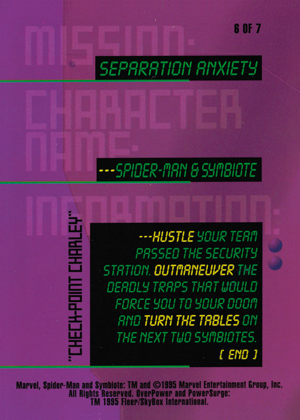 6 OF 7
MISSION:
SEPARATION ANXIETY
CHARACTER
NAME:
---SPIDER-MAN & SYMBIOTE
INFORMATION:
"CHECK-POINT CHARLEY"
---HUSTLE YOUR TEAM
PASSED THE SECURITY
STATION. OUTMANEUVER THE
DEADLY TRAPS THAT WOULD
FORCE YOU TO YOUR DOOM
AND TURN THE TABLES ON
THE NEXT TWO SYMBIOTES.
[ END ]
Marvel, Spider-Man and Symbiote: TM and ©1995 Marvel Entertainment Group, Inc.
All Rights Reserved. OverPower and PowerSurge:
TM 1995 Fleer/SkyBox International.